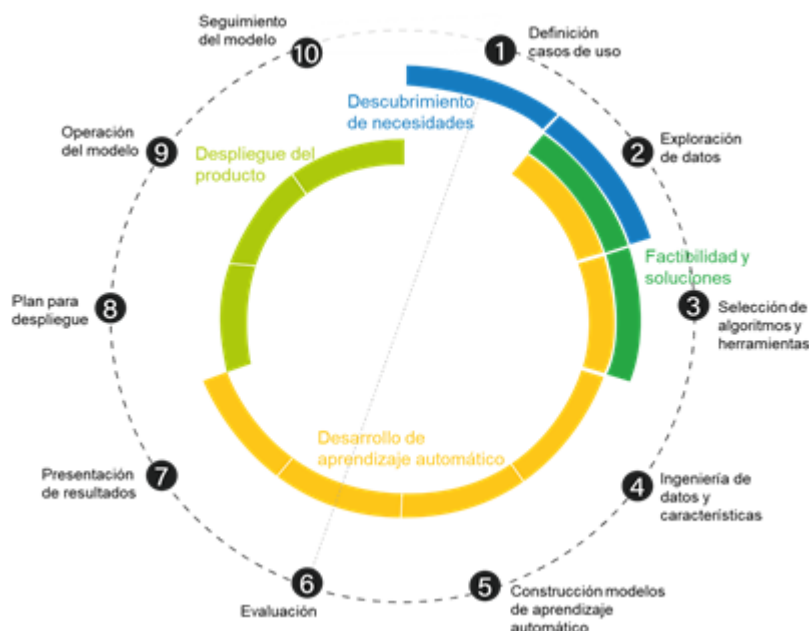 Seguimiento
del modelo
10
1
Definición
casos de uso
Descubrimiento
de necesidades
Operación
del modelo
9
Despliegue del
producto
2
Exploración
de datos
Factibilidad y
soluciones
Plan para
despliegue
8
3
Selección de
algoritmos y
herramientas
Desarrollo de
aprendizaje automático
Presentación
de resultados
7
4
Ingeniería de
datos y
características
6
Evaluación
5
Construcción modelos
de aprendizaje
automático